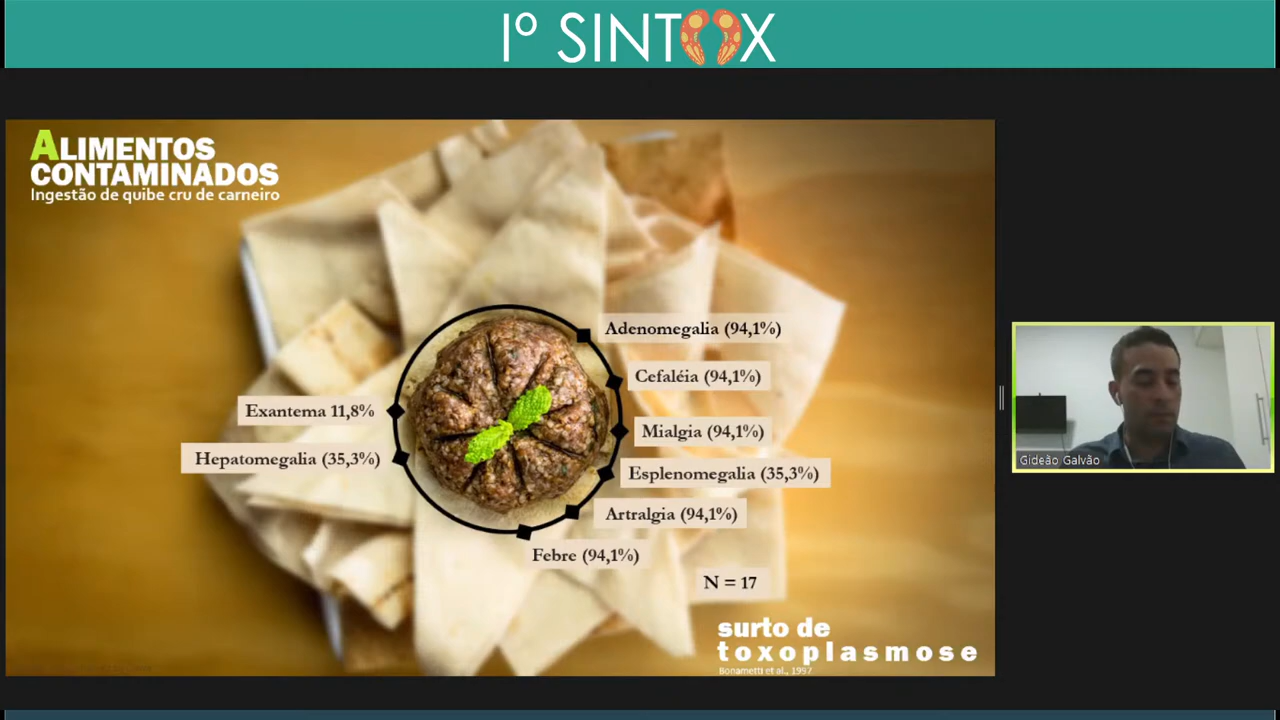 Iº SINTOX
ALIMENTOS
CONTAMINADOS
Ingestão de quibe cru de carneiro
Adenomegalia (94,1%)
Cefaléia (94,1%)
Exantema 11,8%
Mialgia (94,1%)
Hepatomegalia (35,3%)
Esplenomegalia (35,3%)
Artralgia (94,1%)
Febre (94,1%)
N = 17
surto de
toxoplasmose
Bonametti et al., 1997
Gideão Galvão